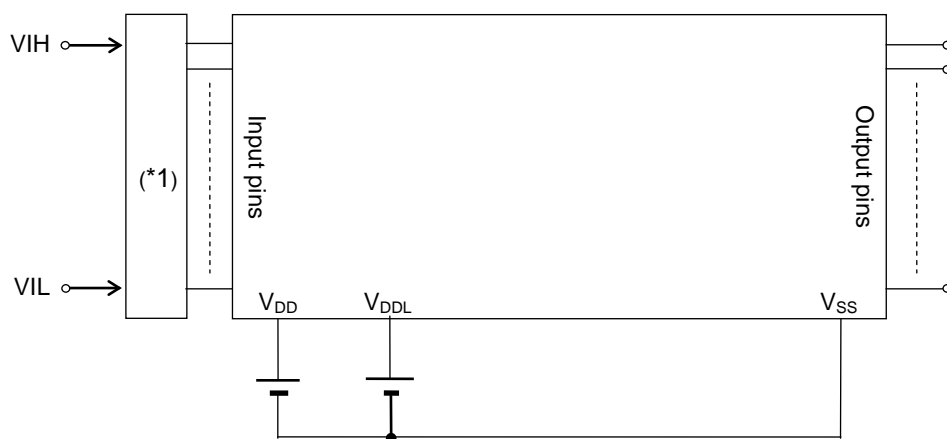 VIH
(*1)
Input pins
Output pins
VIL
VDD
VDDL
VSS